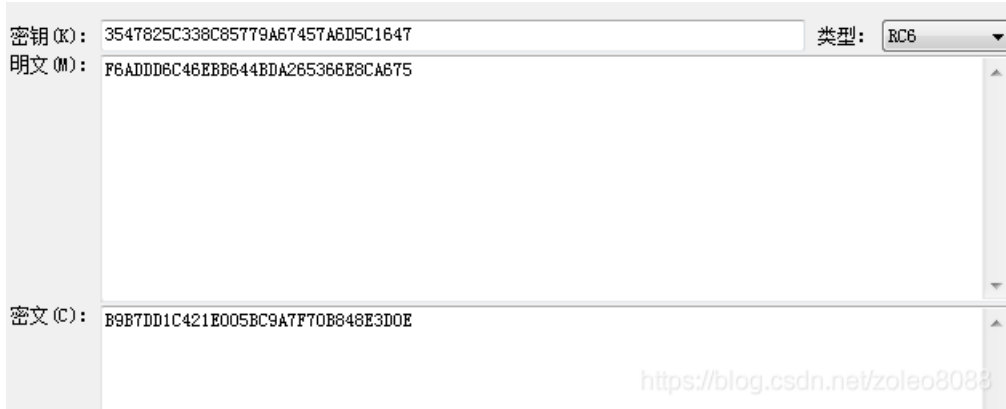 密钥(K): 3547825C338C85779A67457A6D5C1647 类型: RC6
明文(M): F6ADDD6C46EBB644BDA265366E8CA675
密文(C): B9B7DD1C421E005BC9A7F70B848E3D0E
https://blog.csdn.net/zoleo8088